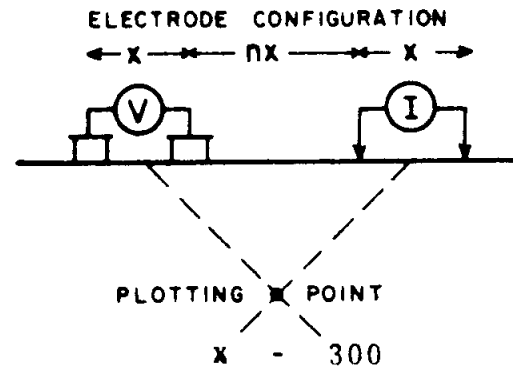 ELECTRODE CONFIGURATION
x nx x
V I
PLOTTING POINT
x - 300